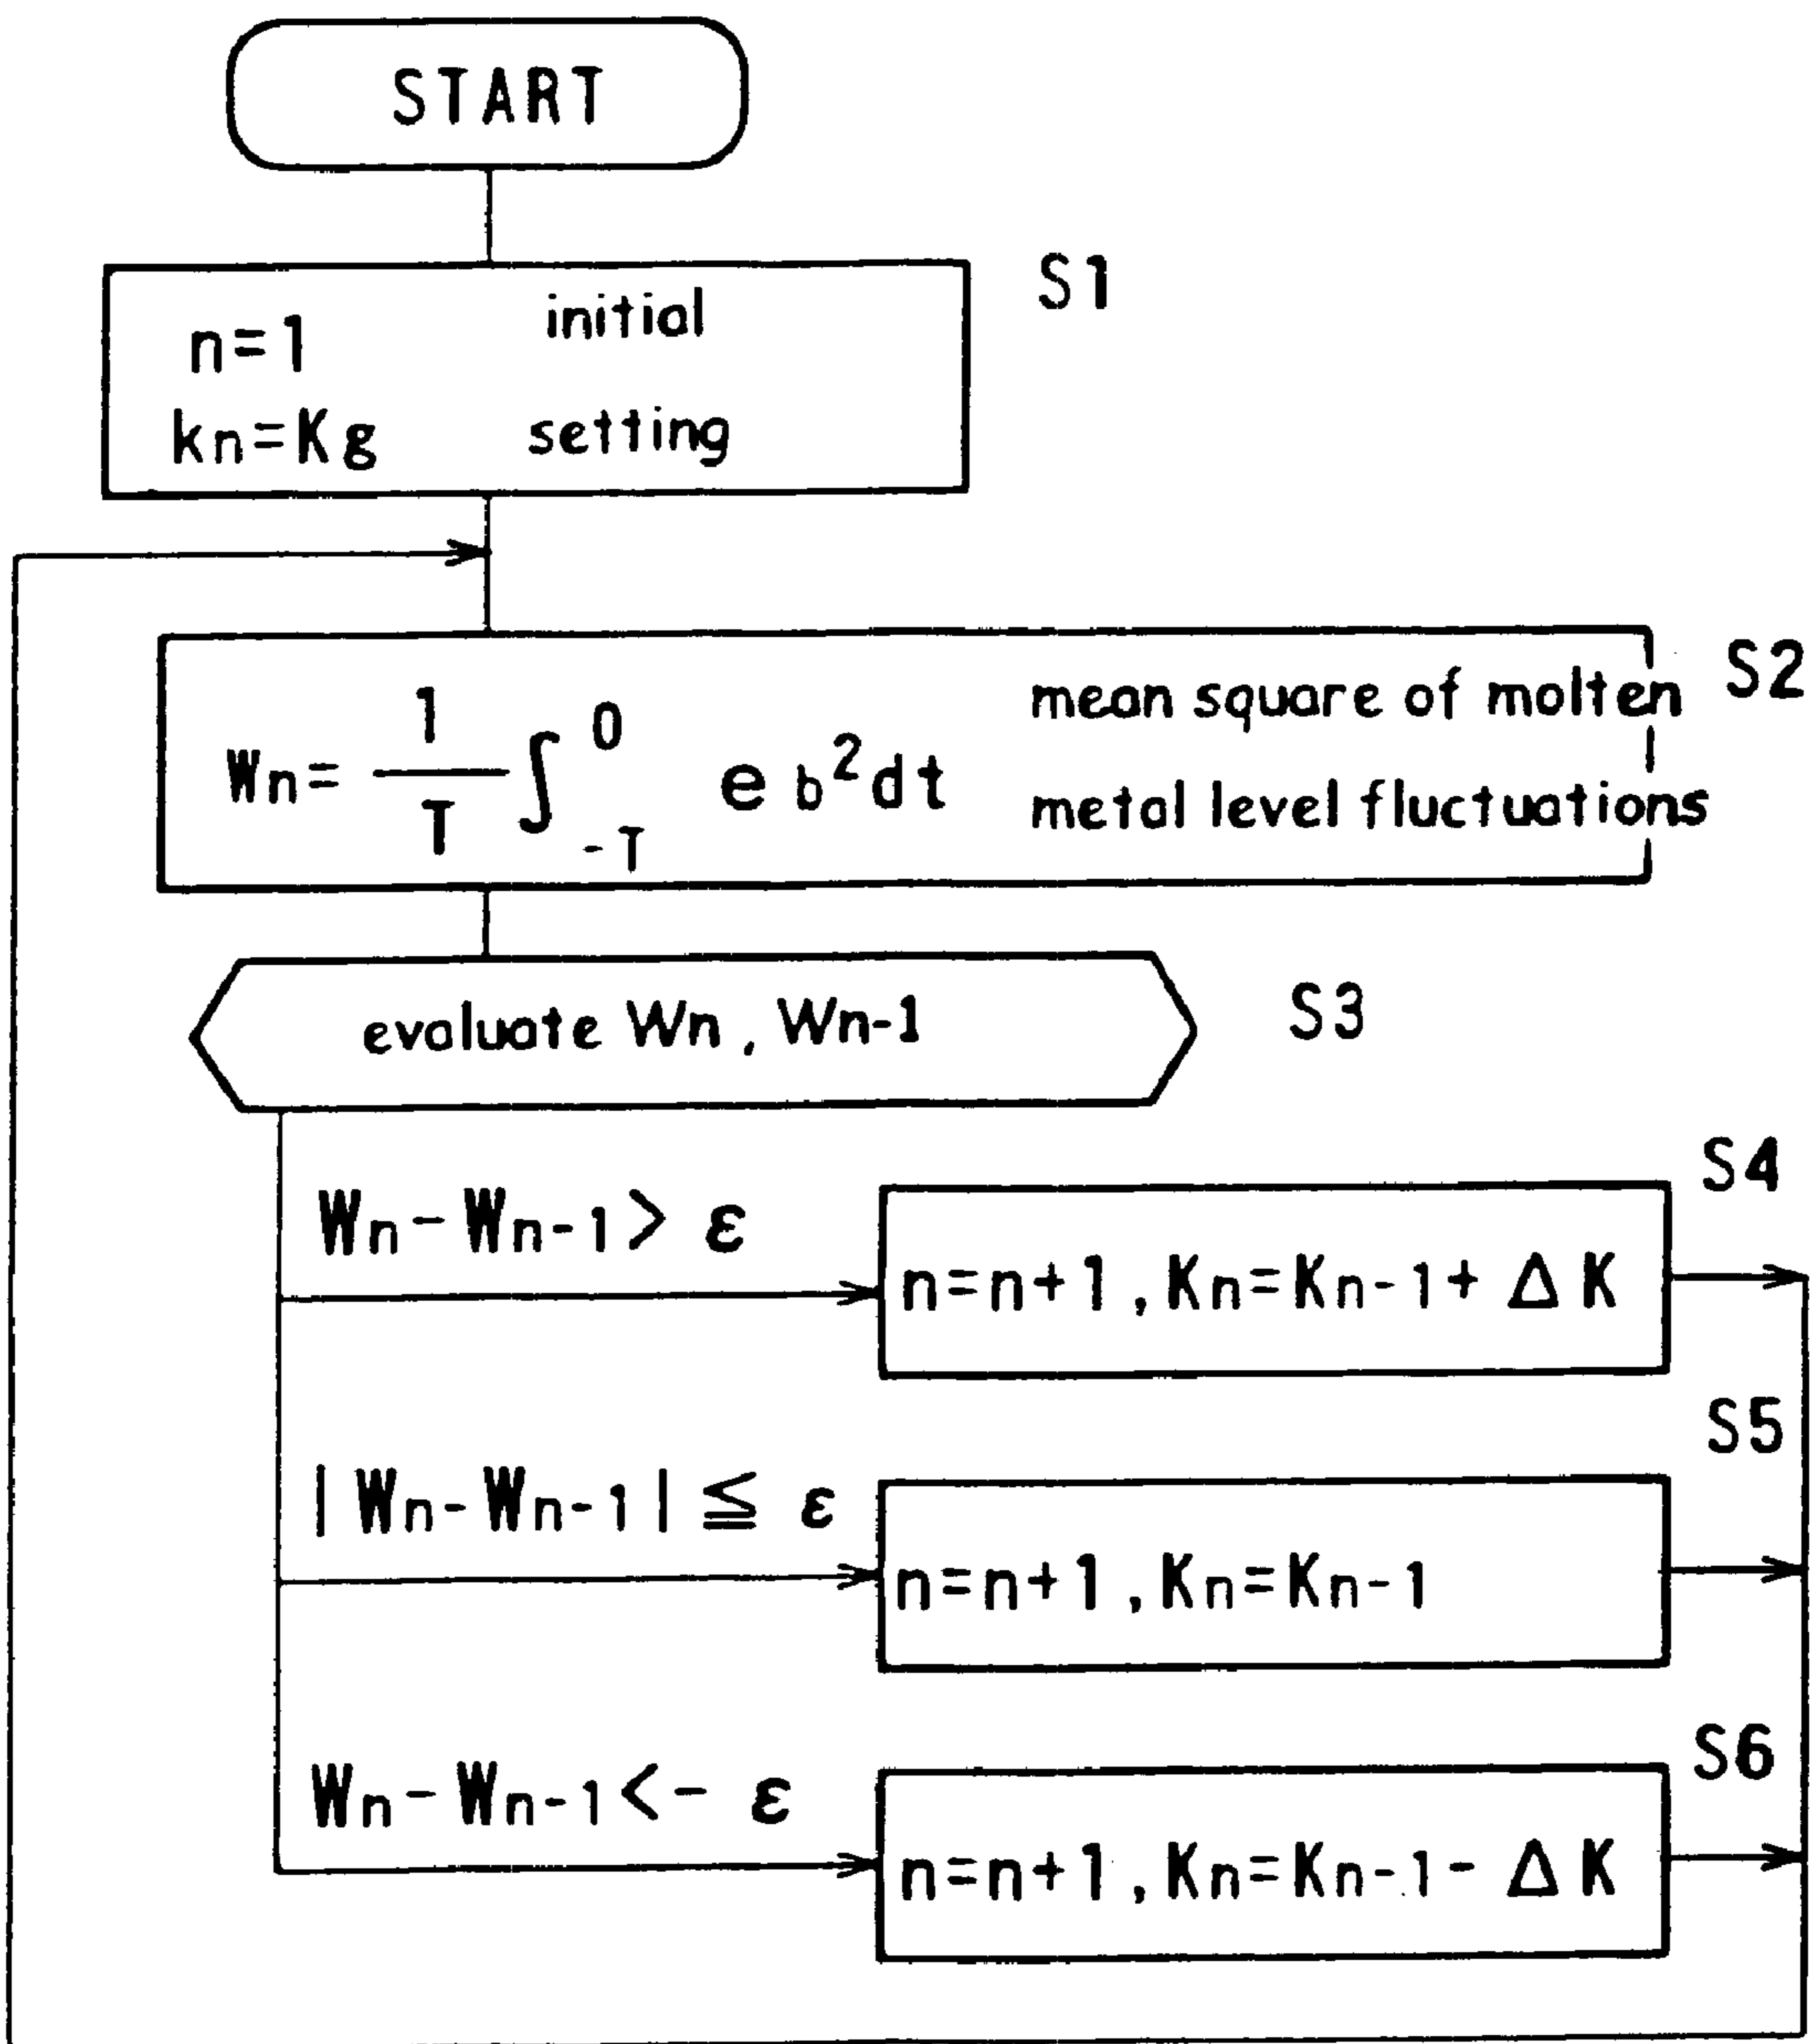 START
S1
n=1 initial
kn=Kg setting
S2
Wn= 1/T ∫ 0 -T e b²dt
mean square of molten
metal level fluctuations
evaluate Wn, Wn-1
S3
S4
Wn- Wn-1> ε
n=n+1, Kn=Kn-1+ Δ K
S5
|Wn- Wn-1| ≦ ε
n=n+1, Kn=Kn-1
S6
Wn- Wn-1<- ε
n=n+1, Kn=Kn-1- Δ K